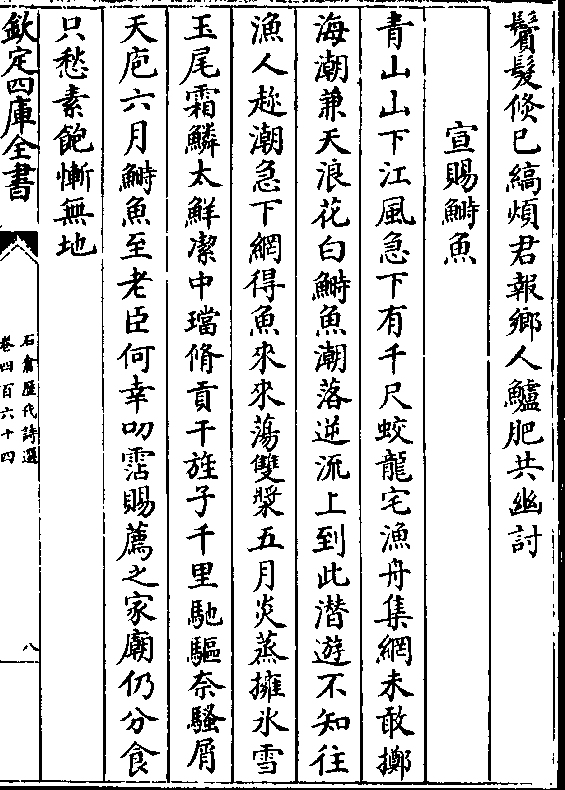 鬢髮倐已縞煩君報鄉人鱸肥共幽討
宣賜鰣魚
青山山下江風急下有千尺蛟龍宅漁舟集網未敢擲
海潮兼天浪花白鰣魚潮落逆流上到此潛遊不知往
漁人趂潮急下網得魚來來蕩雙槳五月炎蒸擁氷雪
玉尾霜鱗太鮮潔中璫脩貢干旌子千里馳驅奈騷屑
天庖六月鰣魚至老臣何幸叨霑賜薦之家廟仍分食
只愁素飽慚無地
欽定四庫全書
石倉歷代詩選
卷四百六十四
八